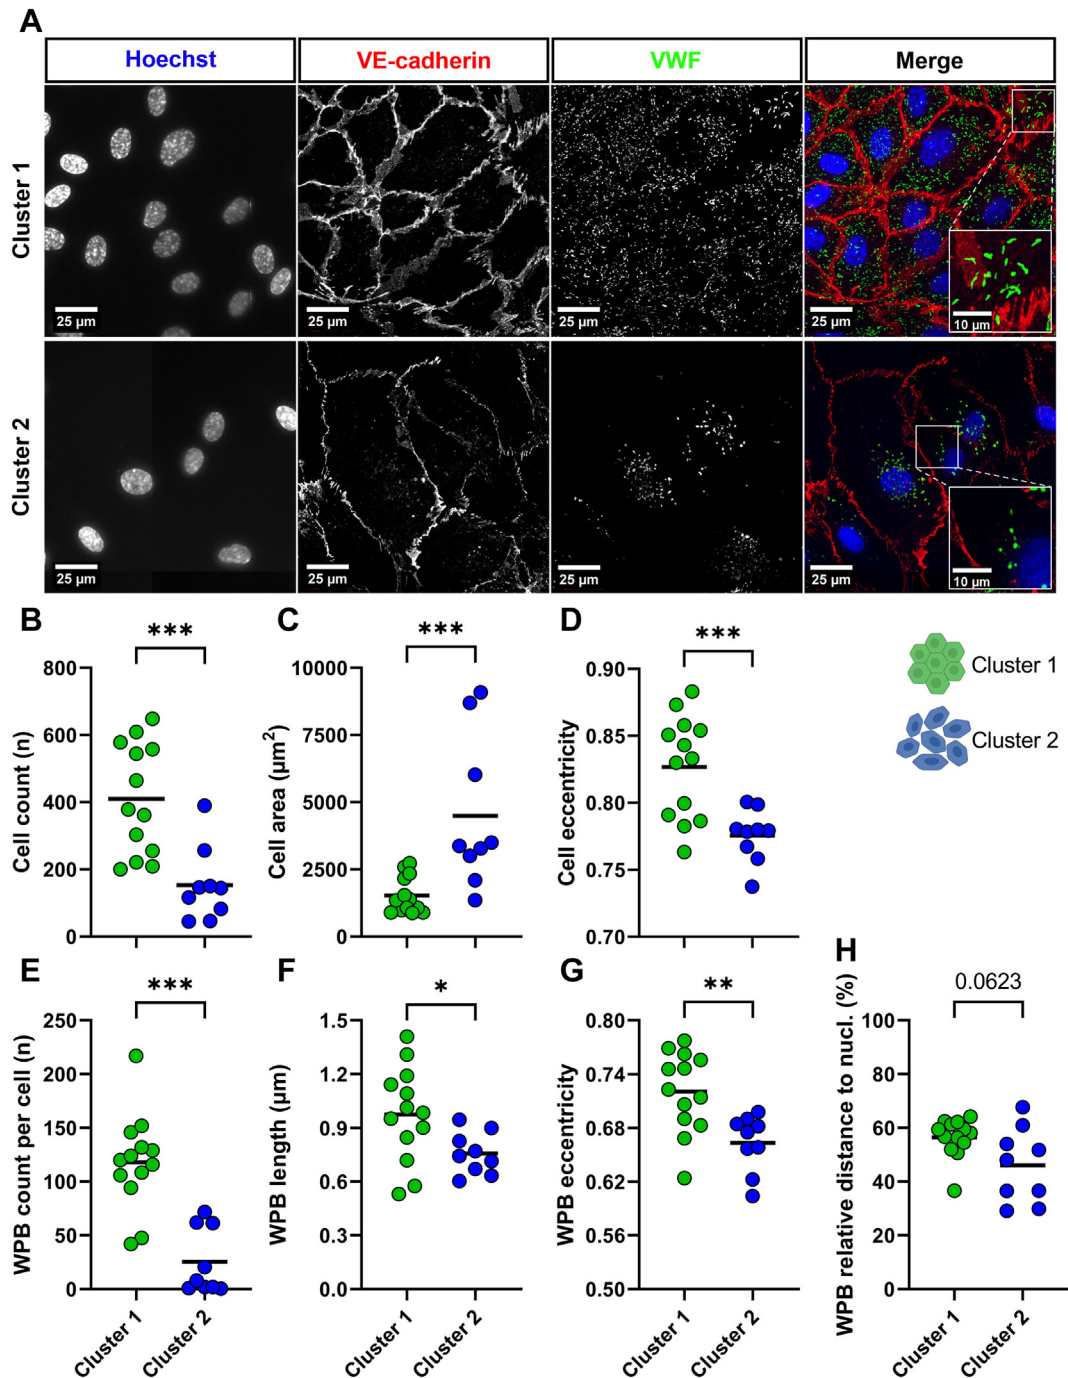 A
Hoechst VE-cadherin VWF Merge
Cluster 1
25 µm 25 µm 25 µm 25 µm 10 µm
Cluster 2
25 µm 25 µm 25 µm 25 µm 10 µm
B
***
Cell count (n)
800
600
400
200
0
C
***
Cell area (µm²)
10000
7500
5000
2500
0
D
***
Cell eccentricity
0.90
0.85
0.80
0.75
0.70
Cluster 1
Cluster 2
E
***
WPB count per cell (n)
250
200
150
100
50
0
Cluster 1 Cluster 2
F
*
WPB length (µm)
1.5
1.2
0.9
0.6
0.3
0.0
Cluster 1 Cluster 2
G
**
WPB eccentricity
0.80
0.74
0.68
0.62
0.56
0.50
Cluster 1 Cluster 2
H
0.0623
WPB relative distance to nucl. (%)
100
80
60
40
20
0
Cluster 1 Cluster 2